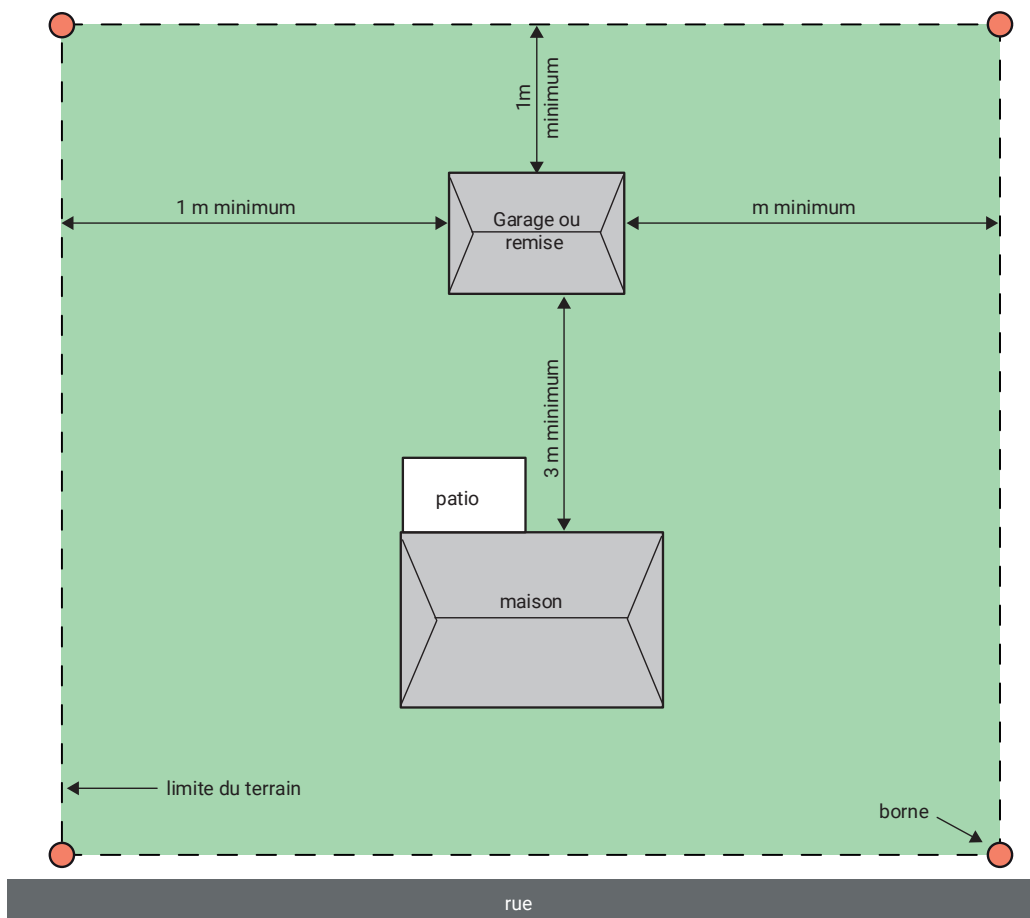 1m
minimum
1 m minimum
m minimum
Garage ou
remise
3 m minimum
patio
maison
limite du terrain
borne
rue